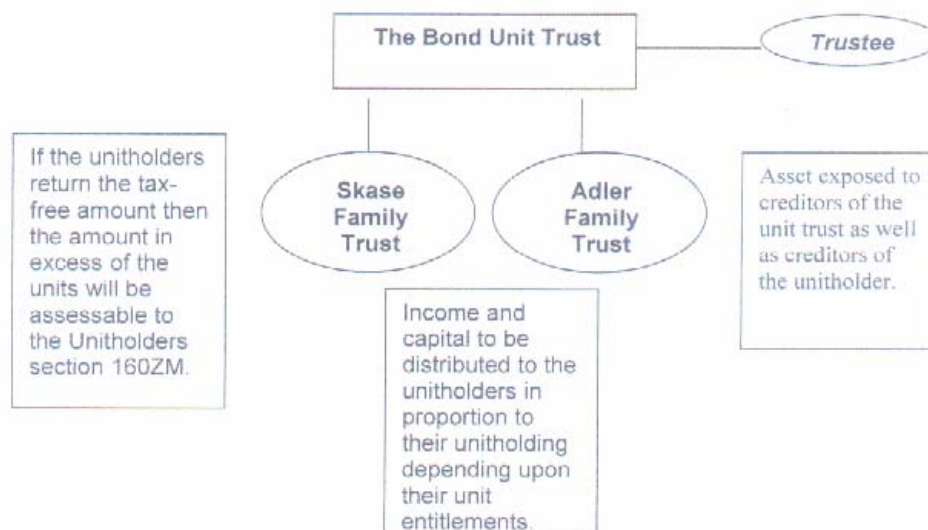 The Bond Unit Trust
Trustee
If the unitholders
return the tax-
free amount then
the amount in
excess of the
units will be
assessable to
the Unitholders
section 160ZM.
Skase
Family
Trust
Adler
Family
Trust
Asset exposed to
creditors of the
unit trust as well
as creditors of
the unitholder.
Income and
capital to be
distributed to the
unitholders in
proportion to
their unitholding
depending upon
their unit
entitlements.